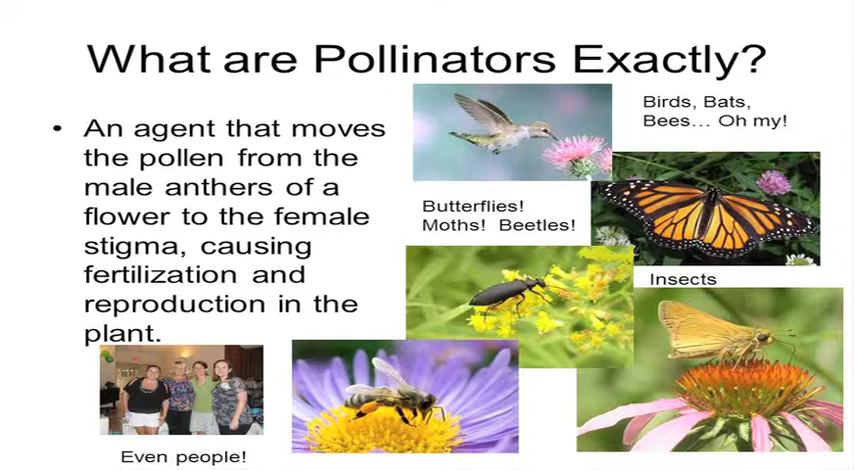 What are Pollinators Exactly?
• An agent that moves
the pollen from the
male anthers of a
flower to the female
stigma, causing
fertilization and
reproduction in the
plant.
Birds, Bats,
Bees… Oh my!
Butterflies!
Moths!  Beetles!
Insects
Even people!